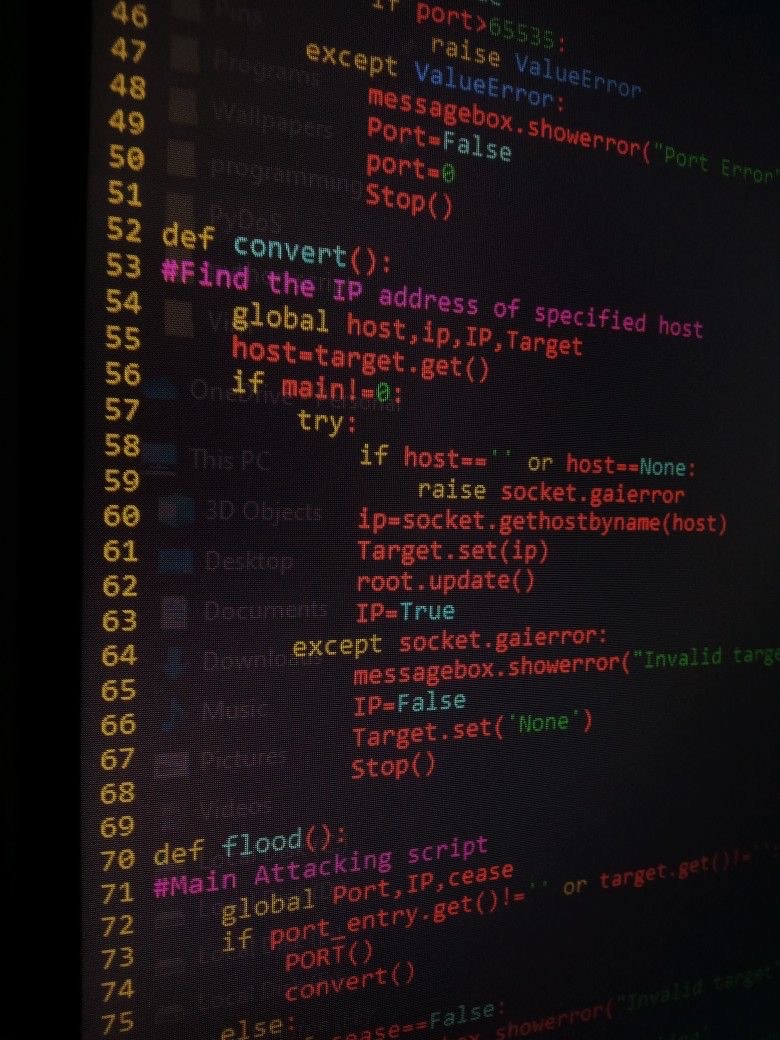 if port>65535:
raise ValueError
46 except ValueError:
47 messagebox.showerror("Port Error"
48 Port=False
49 port=0
50 Stop()
51
52 def convert():
53 #Find the IP address of specified host
54 global host,ip,IP,Target
55 host=target.get()
56 if main!=0:
57 try:
58 if host=='' or host==None:
59 raise socket.gaierror
60 ip=socket.gethostbyname(host)
61 Target.set(ip)
62 root.update()
63 IP=True
64 except socket.gaierror:
65 messagebox.showerror("Invalid targe
66 IP=False
67 Target.set('None')
68 Stop()
69
70 def flood():
71 #Main Attacking script
72 global Port,IP,cease
73 if port_entry.get()!='' or target.get()!=''
74 PORT()
75 convert()
else:
cease==False:
showerror("Invalid target
Pins
Programs
Wallpapers
programming
PyDoS
OneDrive
This PC
3D Objects
Desktop
Documents
Downloads
Music
Pictures
Videos